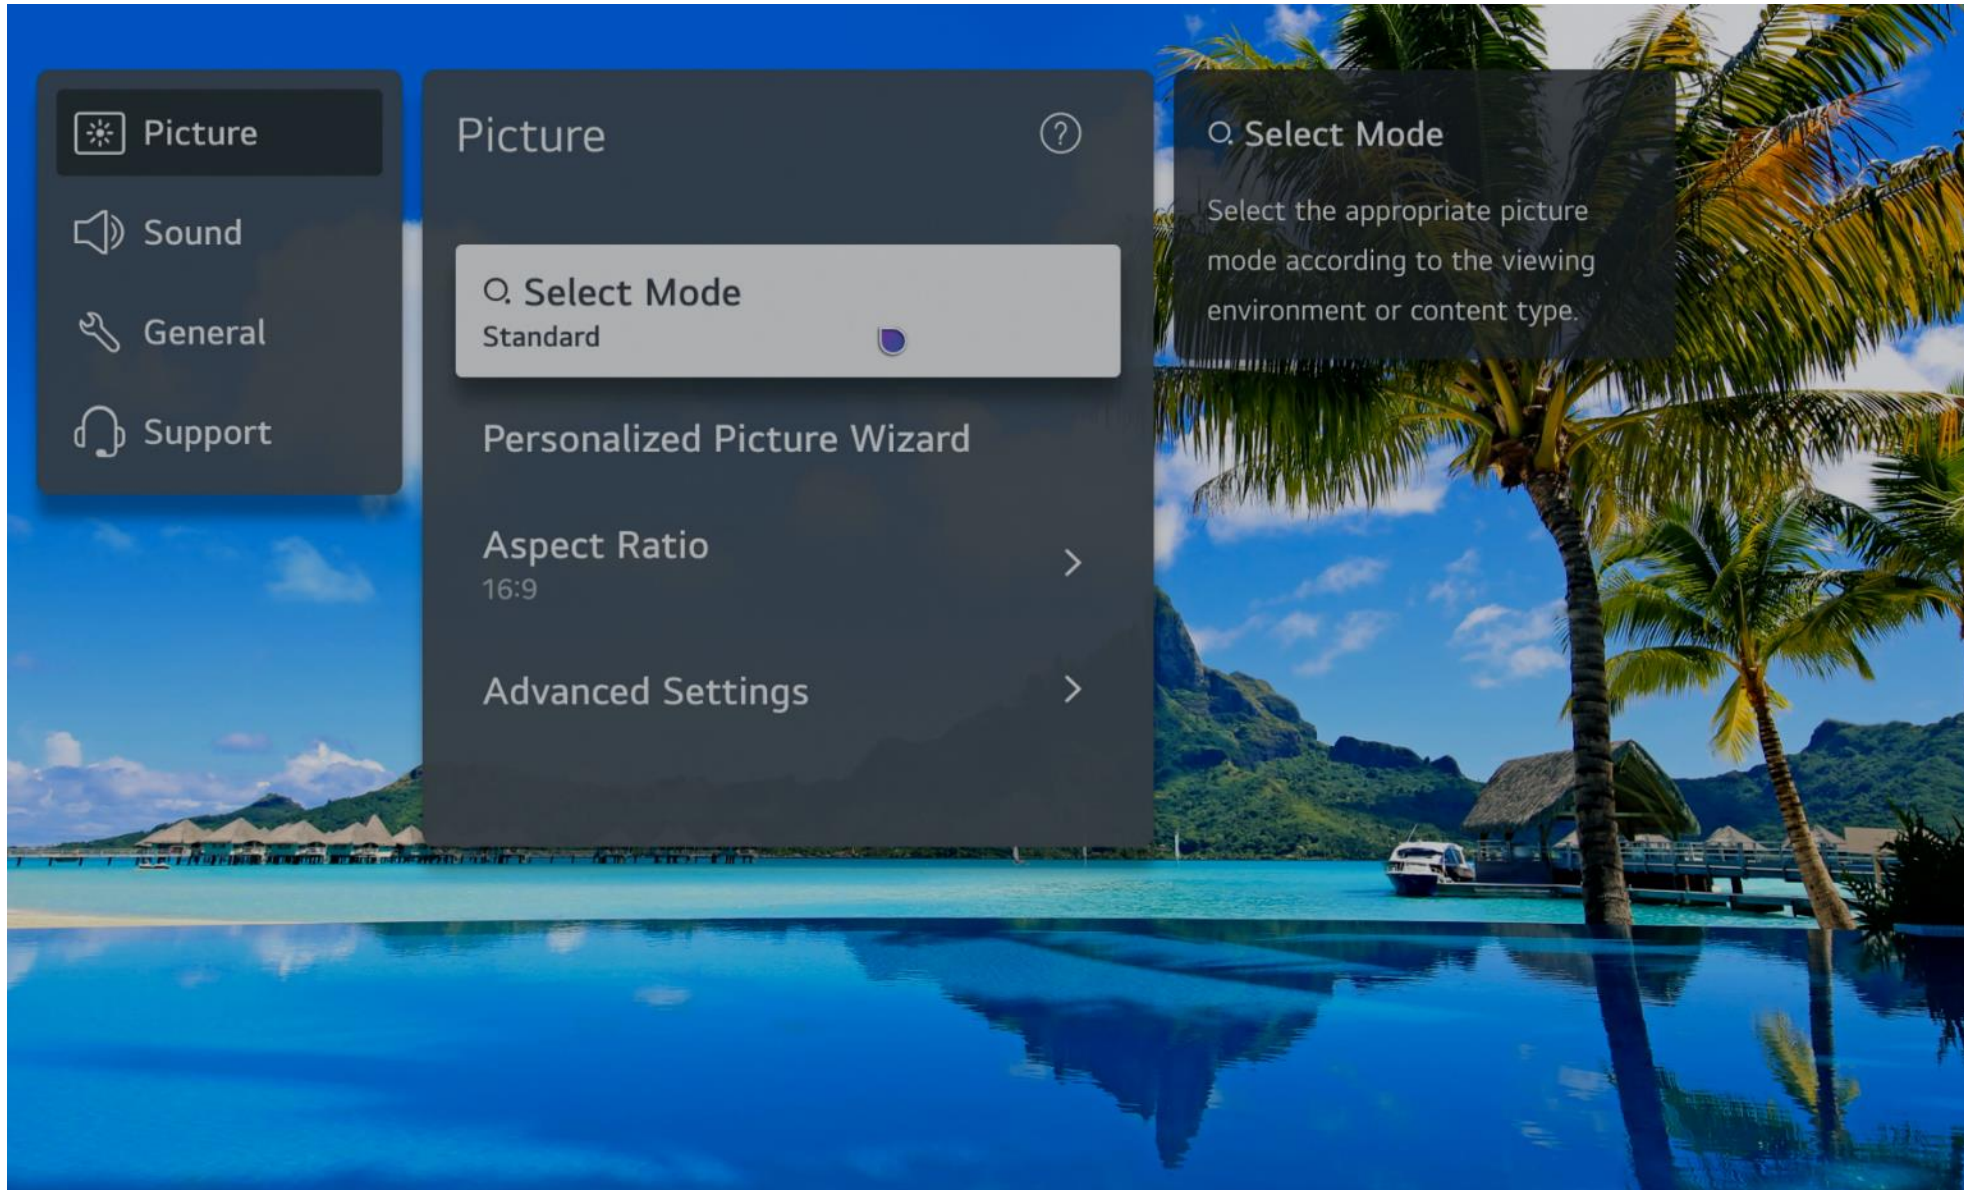 Picture
Sound
General
Support
Picture
?
Select Mode
Standard
Personalized Picture Wizard
Aspect Ratio
16:9
Advanced Settings
Select Mode
Select the appropriate picture
mode according to the viewing
environment or content type.